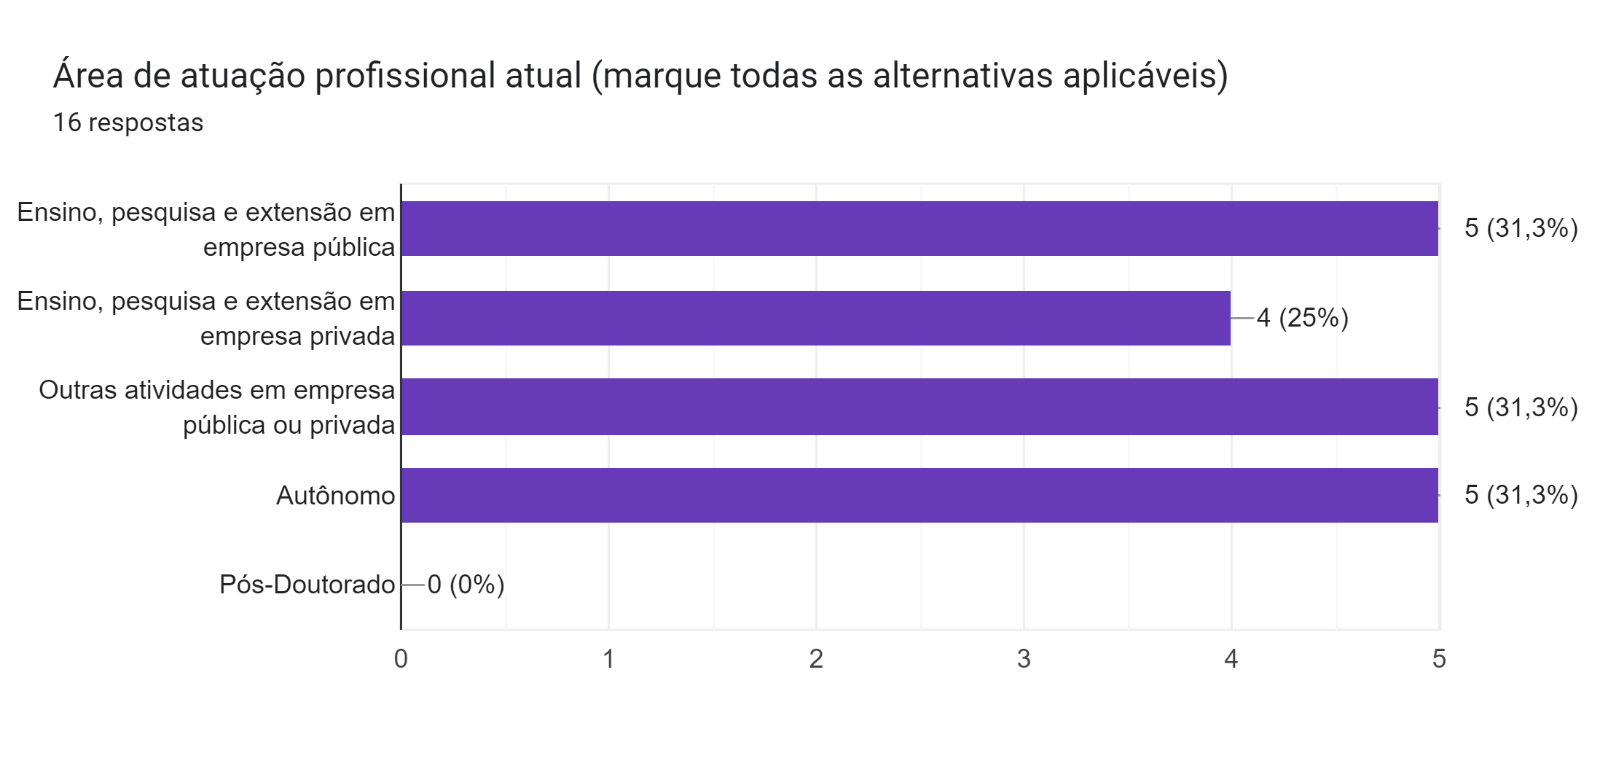 Área de atuação profissional atual (marque todas as alternativas aplicáveis)
16 respostas
Ensino, pesquisa e extensão em
empresa pública
5 (31,3%)
Ensino, pesquisa e extensão em
empresa privada
4 (25%)
Outras atividades em empresa
pública ou privada
5 (31,3%)
Autônomo
5 (31,3%)
Pós-Doutorado
0 (0%)
0 1 2 3 4 5